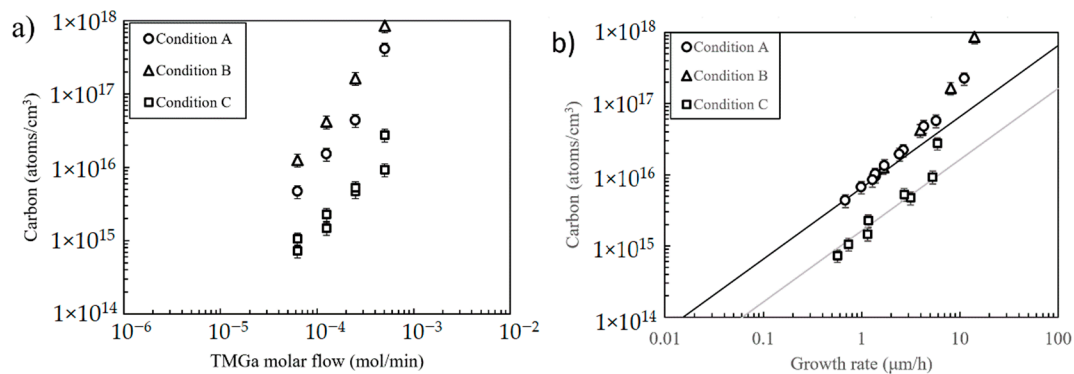 a)
1×10¹⁸
1×10¹⁷
1×10¹⁶
1×10¹⁵
1×10¹⁴
Carbon (atoms/cm³)
Condition A
Condition B
Condition C
10⁻⁶
10⁻⁵
10⁻⁴
10⁻³
10⁻²
TMGa molar flow (mol/min)
b)
1×10¹⁸
1×10¹⁷
1×10¹⁶
1×10¹⁵
1×10¹⁴
Carbon (atoms/cm³)
Condition A
Condition B
Condition C
0.01
0.1
1
10
100
Growth rate (μm/h)